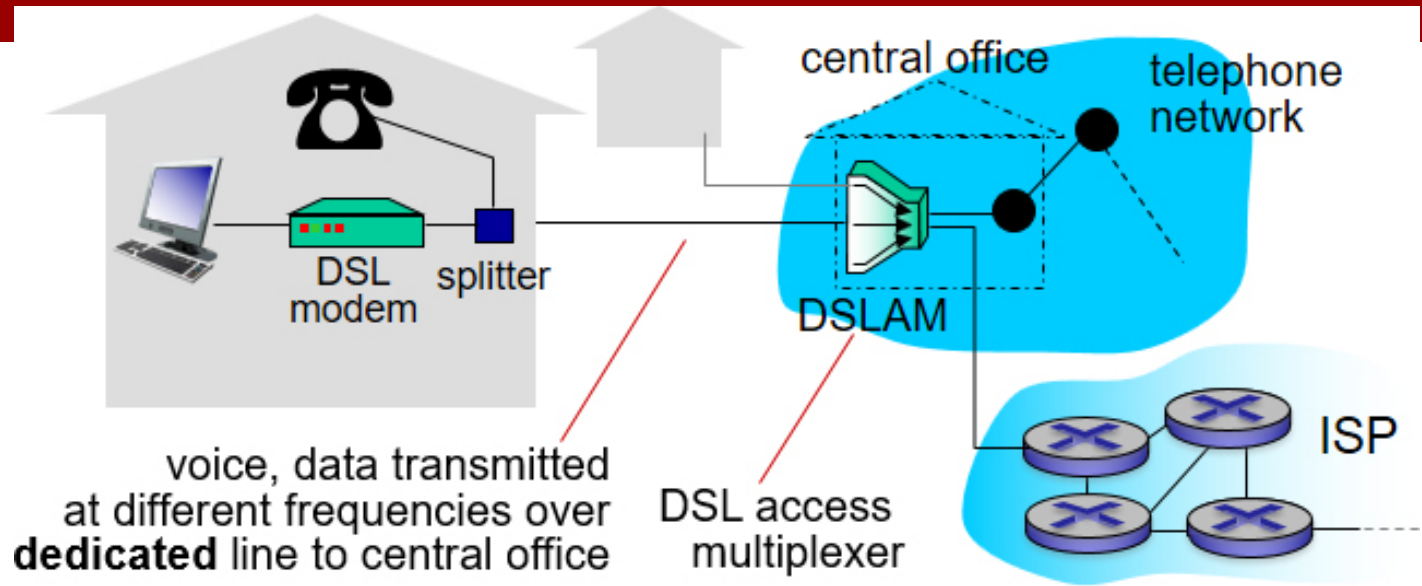 central office
telephone
network
DSL
modem
splitter
DSLAM
ISP
voice, data transmitted
at different frequencies over
dedicated line to central office
DSL access
multiplexer